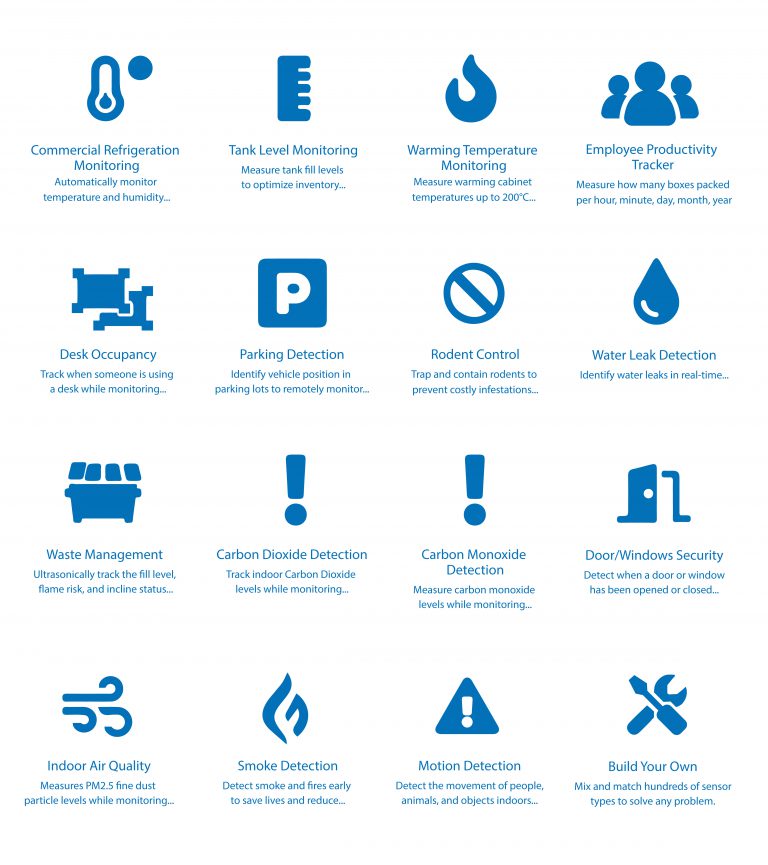 Commercial Refrigeration
Monitoring
Automatically monitor
temperature and humidity...
Tank Level Monitoring
Measure tank fill levels
to optimize inventory...
Warming Temperature
Monitoring
Measure warming cabinet
temperatures up to 200°C...
Employee Productivity
Tracker
Measure how many boxes packed
per hour, minute, day, month, year
Desk Occupancy
Track when someone is using
a desk while monitoring...
P
Parking Detection
Identify vehicle position in
parking lots to remotely monitor...
Rodent Control
Trap and contain rodents to
prevent costly infestations...
Water Leak Detection
Identify water leaks in real-time...
Waste Management
Ultrasonically track the fill level,
flame risk, and incline status...
!
Carbon Dioxide Detection
Track indoor Carbon Dioxide
levels while monitoring...
!
Carbon Monoxide
Detection
Measure carbon monoxide
levels while monitoring...
Door/Windows Security
Detect when a door or window
has been opened or closed...
Indoor Air Quality
Measures PM2.5 fine dust
particle levels while monitoring...
Smoke Detection
Detect smoke and fires early
to save lives and reduce...
!
Motion Detection
Detect the movement of people,
animals, and objects indoors...
Build Your Own
Mix and match hundreds of sensor
types to solve any problem.